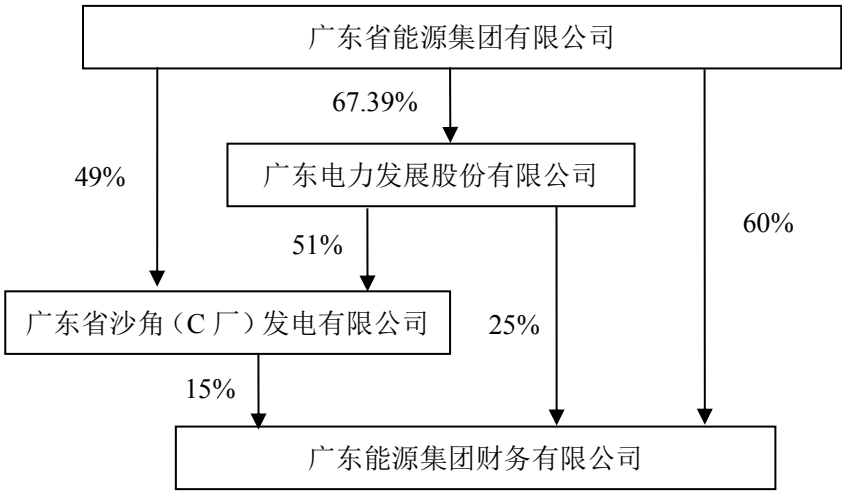 广东省能源集团有限公司
67.39%
广东电力发展股份有限公司
49%
60%
51%
广东省沙角（C 厂）发电有限公司
25%
15%
广东能源集团财务有限公司